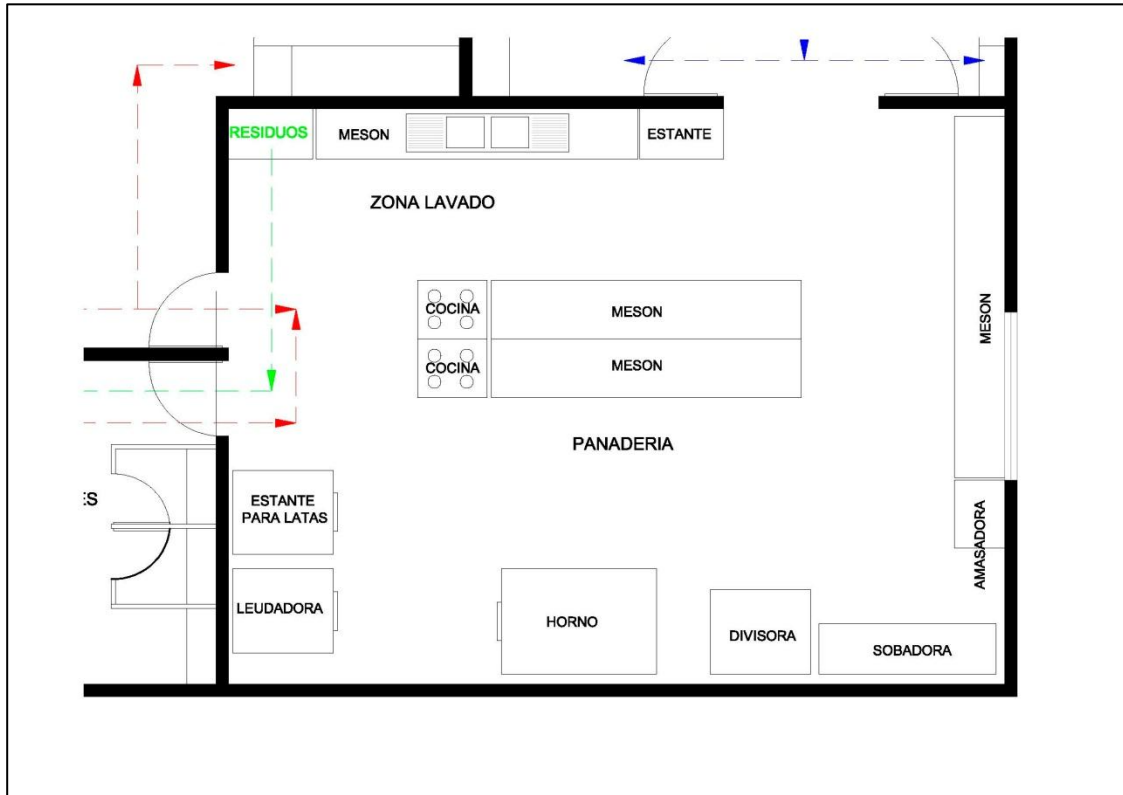 RESIDUOS
MESON
ESTANTE
ZONA LAVADO
COCINA
MESON
MESON
COCINA
MESON
PANADERIA
ES
ESTANTE
PARA LATAS
AMASADORA
LEUDADORA
HORNO
DIVISORA
SOBADORA